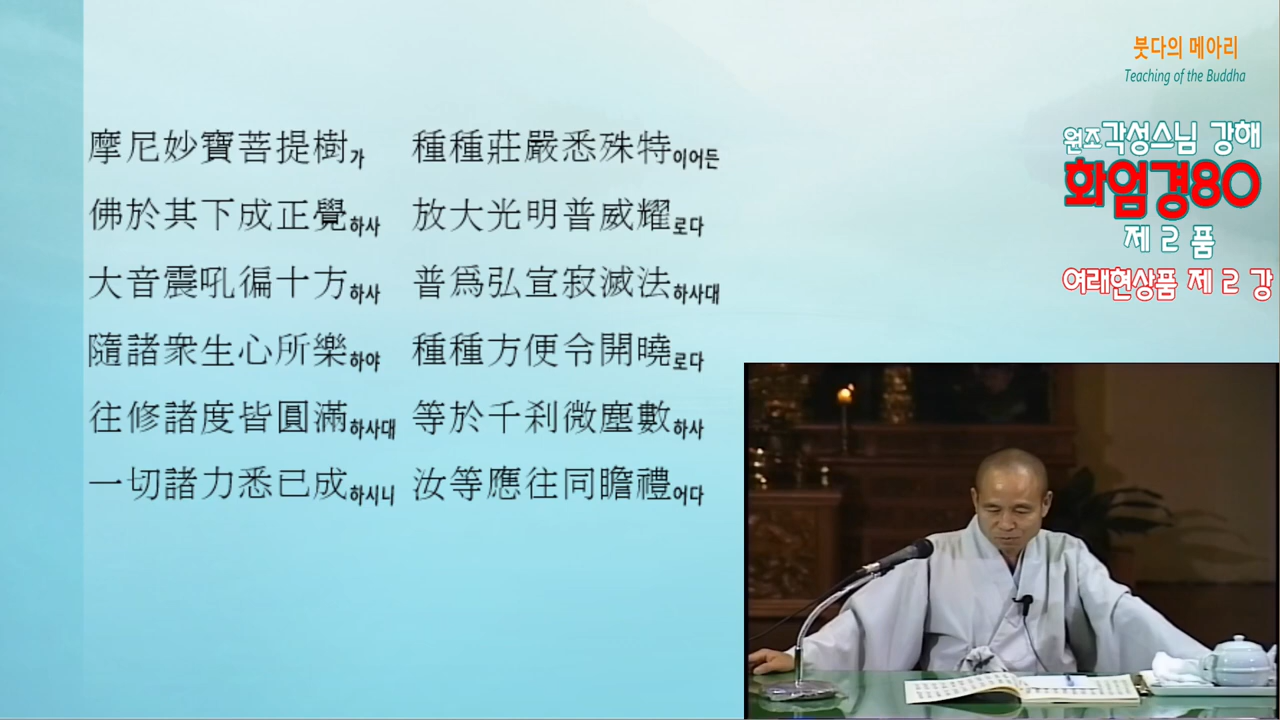 摩尼妙寶菩提樹가 種種莊嚴悉殊特이어든
佛於其下成正覺하사 放大光明普威耀로다
大音震吼徧十方하사 普爲弘宣寂滅法하사대
隨諸衆生心所樂하야 種種方便令開曉로다
往修諸度皆圓滿하사대 等於千刹微塵數하사
一切諸力悉已成하시니 汝等應往同瞻禮어다
붓다의 메아리
Teaching of the Buddha
원조각성스님 강해
화엄경80
제 2 품
여래현상품 제 2 강